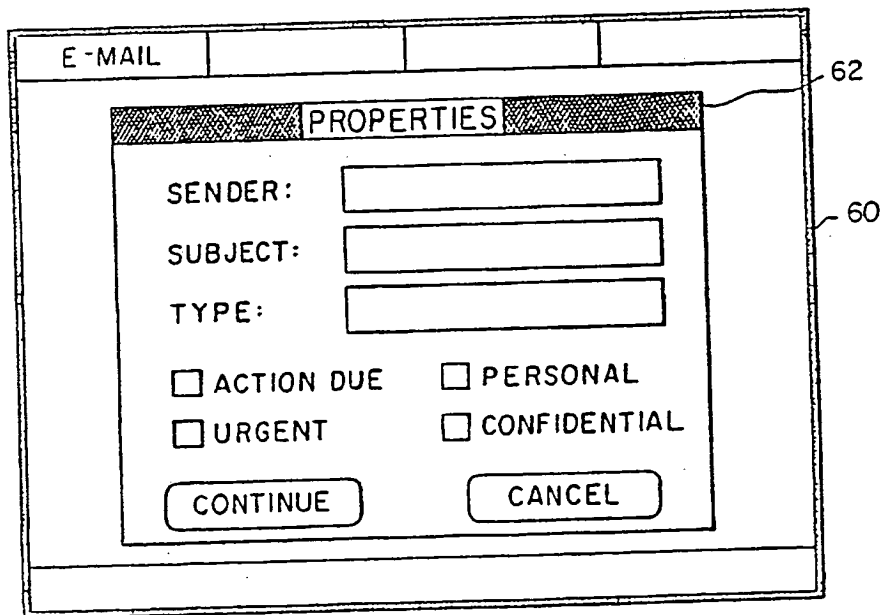 E-MAIL
62
PROPERTIES
SENDER:
60
SUBJECT:
TYPE:
ACTION DUE PERSONAL
URGENT CONFIDENTIAL
CONTINUE CANCEL